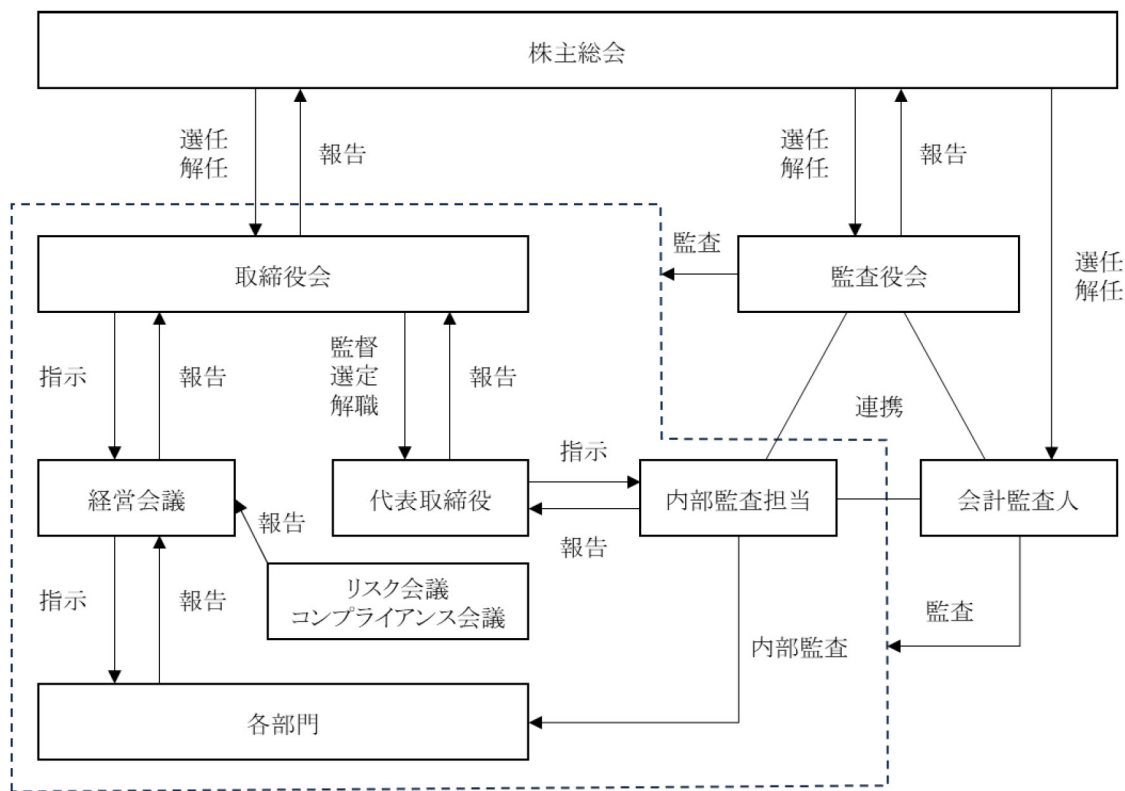 株主総会
選任
解任
報告
選任
解任
報告
選任
解任
取締役会
監査
監査役会
指示
報告
監督
選定
解職
報告
連携
経営会議
報告
代表取締役
指示
報告
内部監査担当
会計監査人
リスク会議
コンプライアンス会議
指示
報告
内部監査
監査
各部門